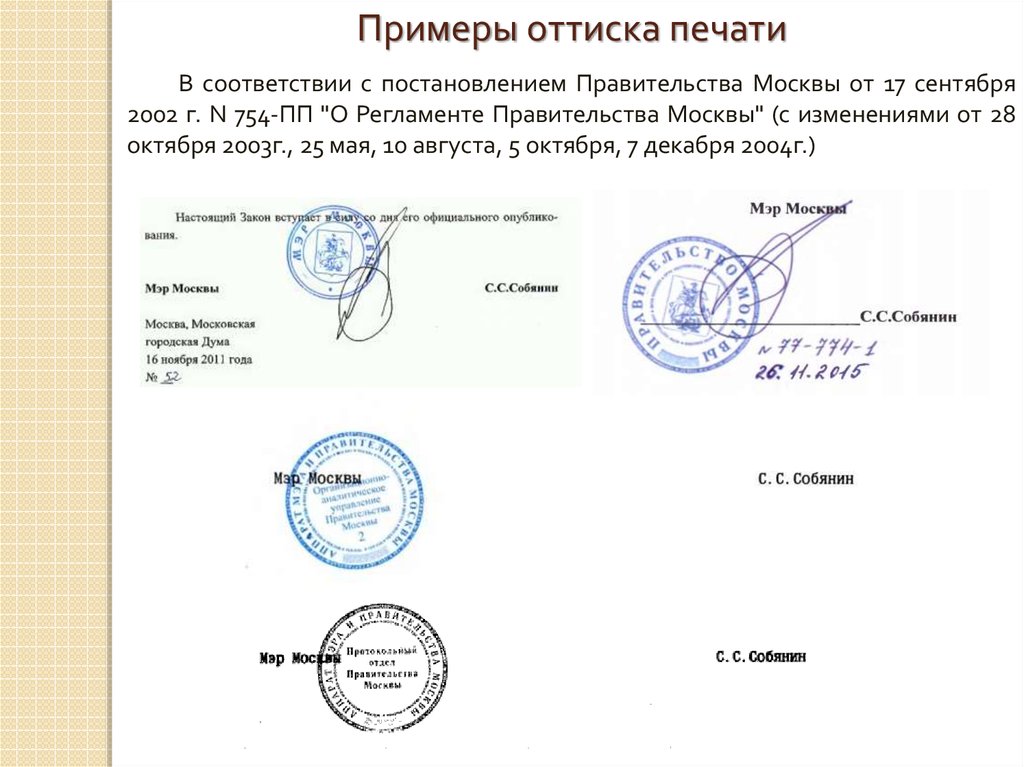 Примеры оттиска печати
В соответствии с постановлением Правительства Москвы от 17 сентября
2002 г. N 754-ПП "О Регламенте Правительства Москвы" (с изменениями от 28
октября 2003г., 25 мая, 10 августа, 5 октября, 7 декабря 2004г.)
Настоящий Закон вступает в силу со дня его официального опублико-
вания.
МЭР МОСКВЫ
Мэр Москвы С.С.Собянин
Москва, Московская
городская Дума
16 ноября 2011 года
№ 52
Мэр Москвы
ПРАВИТЕЛЬСТВО МОСКВЫ
С.С.Собянин
№ 77-774-1
26.11.2015
Мэр Москвы С.С.Собянин
АППАРАТ МЭРА И ПРАВИТЕЛЬСТВА МОСКВЫ
Организационно-
аналитическое
управление
Правительства
Москвы
2
Мэр Москвы С.С.Собянин
АППАРАТ МЭРА И ПРАВИТЕЛЬСТВА МОСКВЫ
Протокольный
отдел
Правительства
Москвы